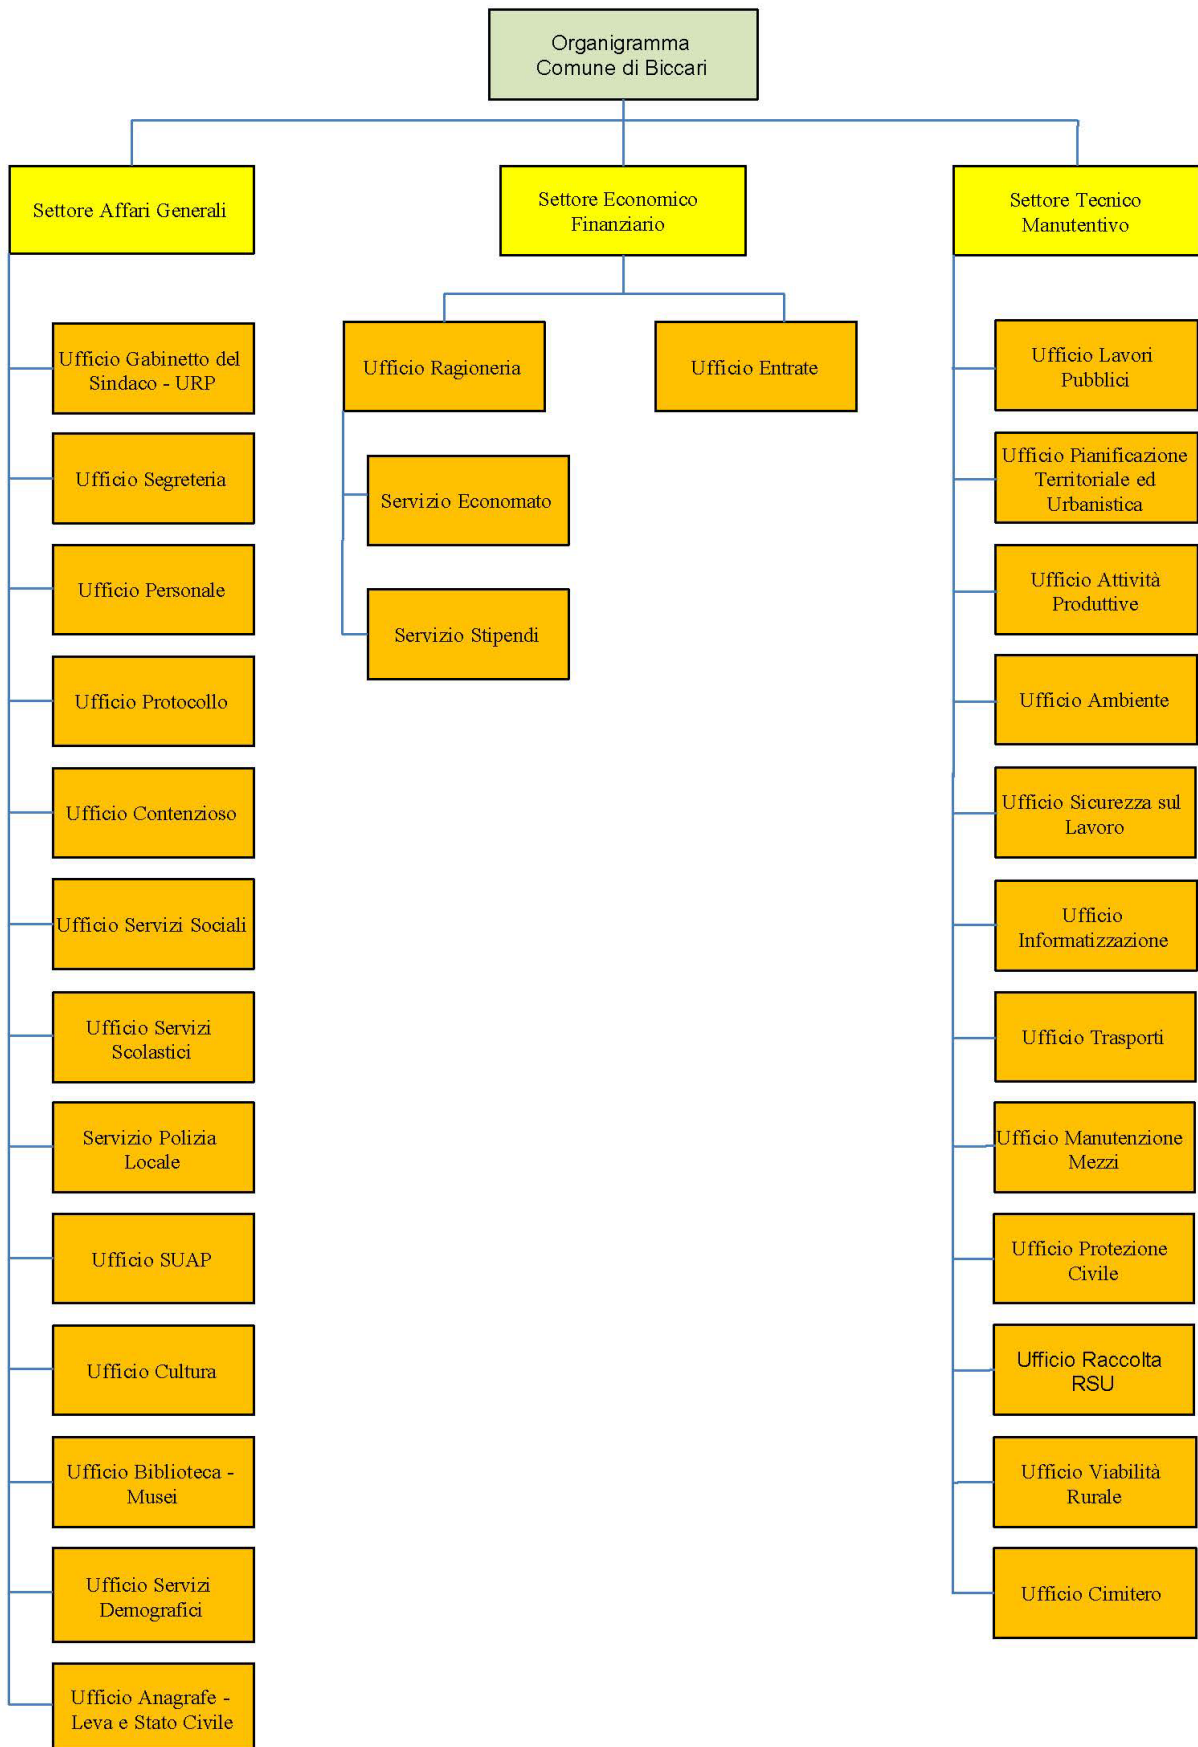 Organigramma
Comune di Biccari
Settore Affari Generali
Settore Economico
Finanziario
Settore Tecnico
Manutentivo
Ufficio Gabinetto del
Sindaco - URP
Ufficio Segreteria
Ufficio Personale
Ufficio Protocollo
Ufficio Contenzioso
Ufficio Servizi Sociali
Ufficio Servizi
Scolastici
Servizio Polizia
Locale
Ufficio SUAP
Ufficio Cultura
Ufficio Biblioteca -
Musei
Ufficio Servizi
Demografici
Ufficio Anagrafe -
Leva e Stato Civile
Ufficio Ragioneria
Servizio Economato
Servizio Stipendi
Ufficio Entrate
Ufficio Lavori
Pubblici
Ufficio Pianificazione
Territoriale ed
Urbanistica
Ufficio Attività
Produttive
Ufficio Ambiente
Ufficio Sicurezza sul
Lavoro
Ufficio
Informatizzazione
Ufficio Trasporti
Ufficio Manutenzione
Mezzi
Ufficio Protezione
Civile
Ufficio Raccolta
RSU
Ufficio Viabilità
Rurale
Ufficio Cimitero